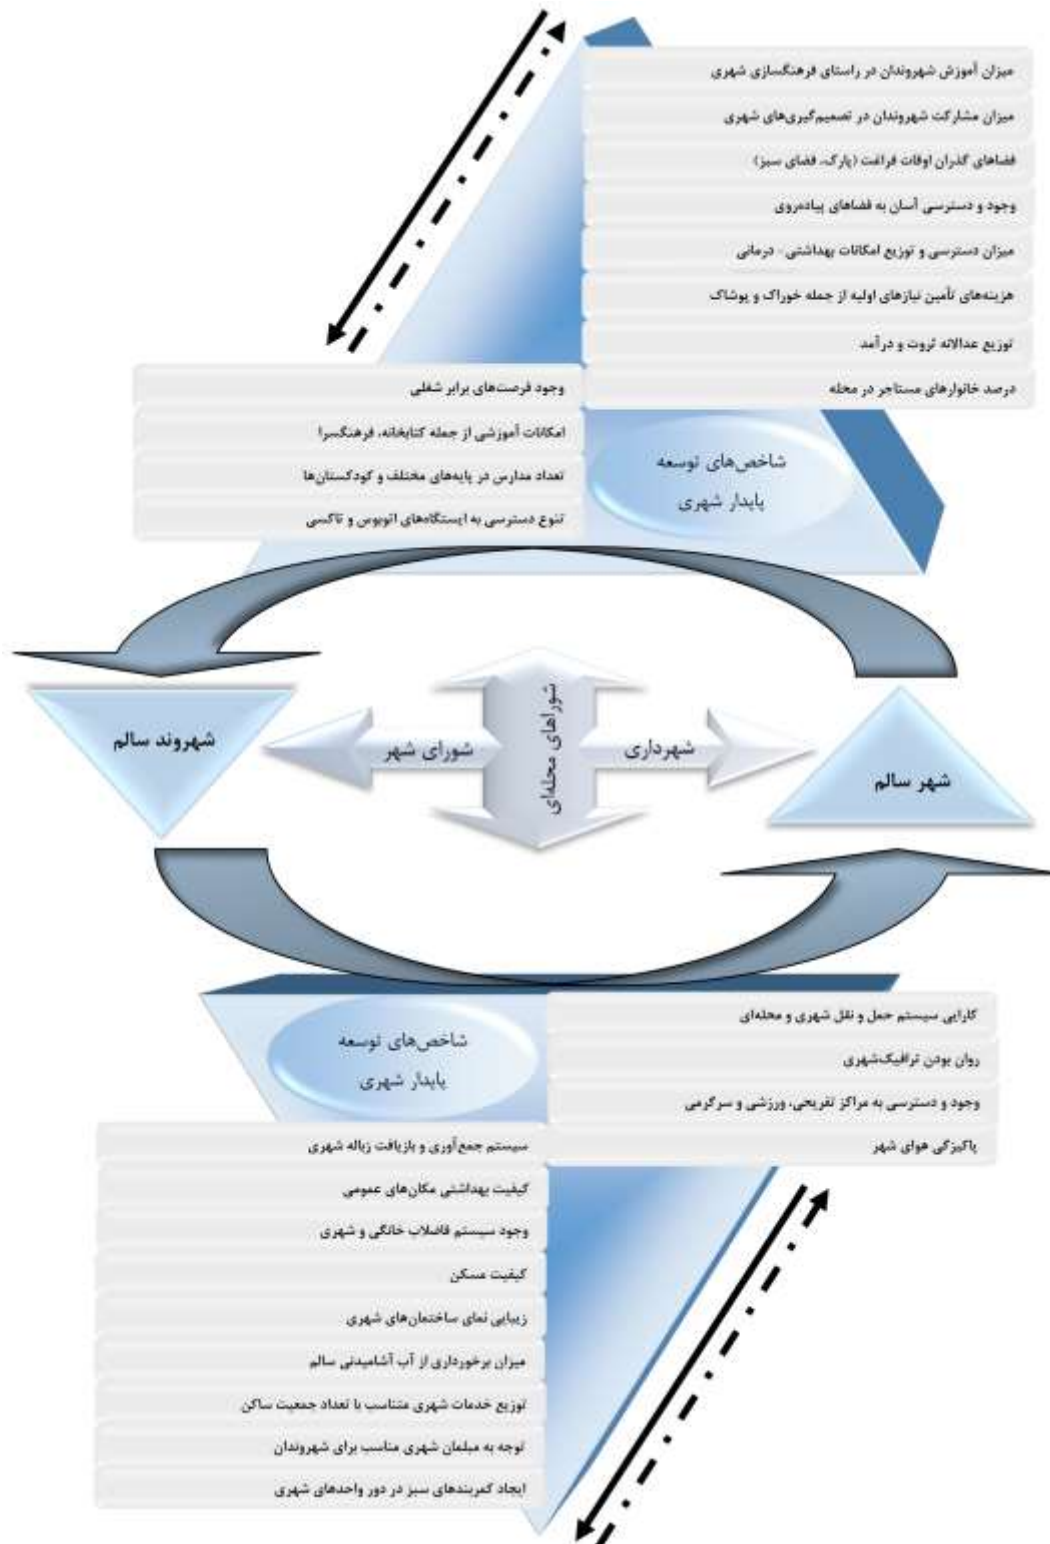 میزان آموزش شهروندان در راستای فرهنگسازی شهری
میزان مشارکت شهروندان در تصمیم‌گیری‌های شهری
فضاهای گذران اوقات فراغت (پارک، فضای سبز)
وجود و دسترسی آسان به فضاهای پیاده‌روی
میزان دسترسی و توزیع امکانات بهداشتی - درمانی
هزینه‌های تأمین نیازهای اولیه از جمله خوراک و پوشاک
توزیع عدالانه ثروت و درآمد
درصد خانوارهای مستاجر در محله
وجود فرصت‌های برابر شغلی
امکانات آموزشی از جمله کتابخانه، فرهنگسرا
تعداد مدارس در پایه‌های مختلف و کودکستان‌ها
تنوع دسترسی به ایستگاه‌های اتوبوس و تاکسی
شاخص‌های توسعه
پایدار شهری
شهر سالم
شهرداری
شوراهای محله‌ای
شورای شهر
شهروند سالم
کارایی سیستم حمل و نقل شهری و محله‌ای
روان بودن ترافیک‌شهری
وجود و دسترسی به مراکز تفریحی، ورزشی و سرگرمی
پاکیزگی هوای شهر
شاخص‌های توسعه
پایدار شهری
سیستم جمع‌آوری و بازیافت زباله شهری
کیفیت بهداشتی مکان‌های عمومی
وجود سیستم فاضلاب خانگی و شهری
کیفیت مسکن
زیبایی نمای ساختمان‌های شهری
میزان برخورداری از آب آشامیدنی سالم
توزیع خدمات شهری متناسب با تعداد جمعیت ساکن
توجه به مبلمان شهری مناسب برای شهروندان
ایجاد کمربندهای سبز در دور واحدهای شهری